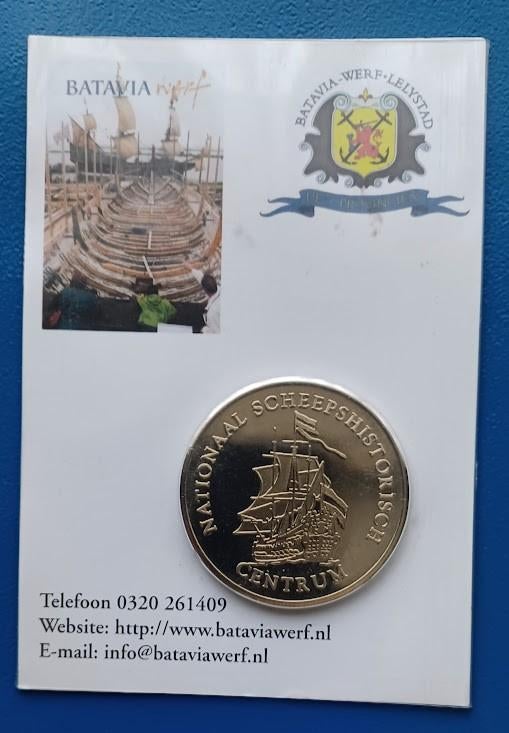 BATAVIA werf
BATAVIA-WERF·LELYSTAD
NATIONAAL SCHEEPSHISTORISCH
CENTRUM
Telefoon 0320 261409
Website: http://www.bataviawerf.nl
E-mail: info@bataviawerf.nl